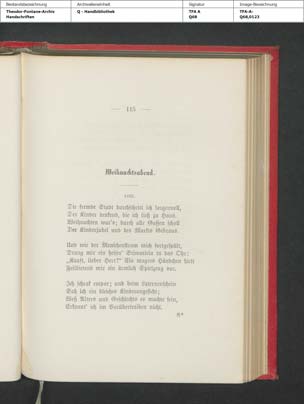 Bestandsbezeichnung
Archivalieneinheit
Signatur
Image-Bezeichnung
Theodor-Fontane-Archiv
Handschriften
Q - Handbibliothek
TFA A
Q68
TFA-A-
Q68,0123
— 115 —
Weihnachtsabend.
1852.
Die fremde Stadt durchschritt ich sorgenvoll,
Der Kinder denkend, die ich ließ zu Haus.
Weihnachten war's; durch alle Gassen scholl
Der Kinderjubel und des Markts Gebraus.
Und wie der Menschenstrom mich fortgespült,
Drang mir ein heiser Stimmlein in das Ohr:
„Kauft, lieber Herr!“ Ein magres Händchen hielt
Feilbietend mir ein ärmlich Spielzeug vor.
Ich schrak empor; und beim Laternenschein
Sah ich ein bleiches Kinderangesicht;
Weß Alters und Geschlechts es mochte sein,
Erkannt' ich im Vorübertreiben nicht.
8*